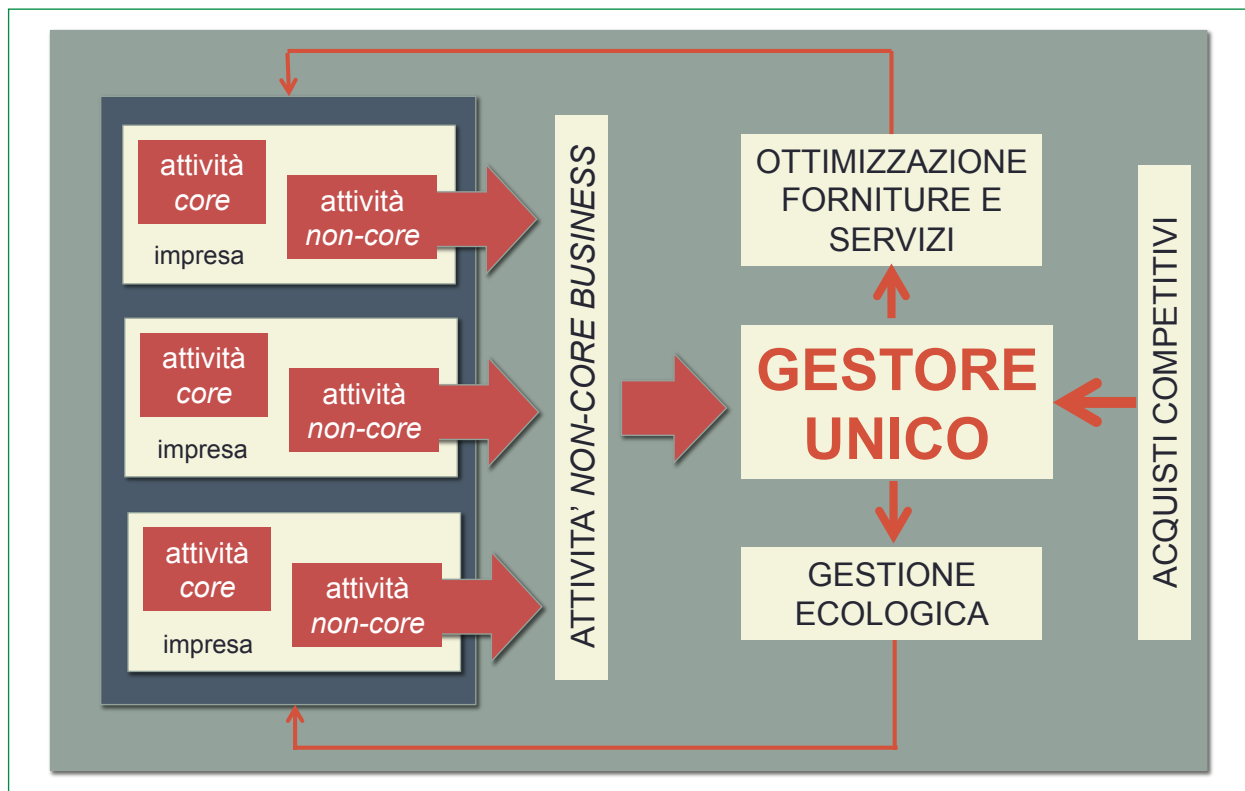 attività
core
attività
non-core
impresa
attività
core
attività
non-core
impresa
attività
core
attività
non-core
impresa
ATTIVITA' NON-CORE BUSINESS
OTTIMIZZAZIONE
FORNITURE E
SERVIZI
GESTORE
UNICO
GESTIONE
ECOLOGICA
ACQUISTI COMPETITIVI